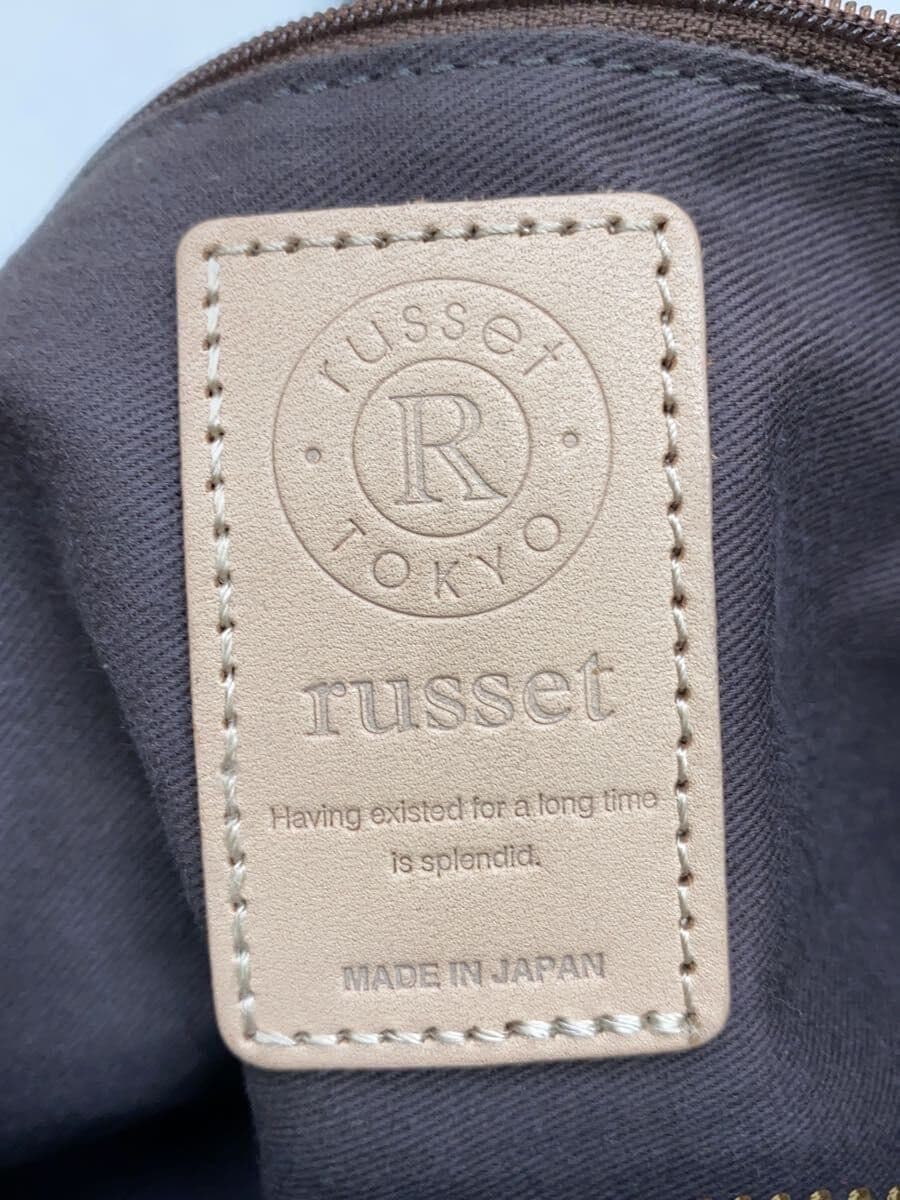 russet
R
TOKYO
russet
Having existed for a long time
is splendid.
MADE IN JAPAN